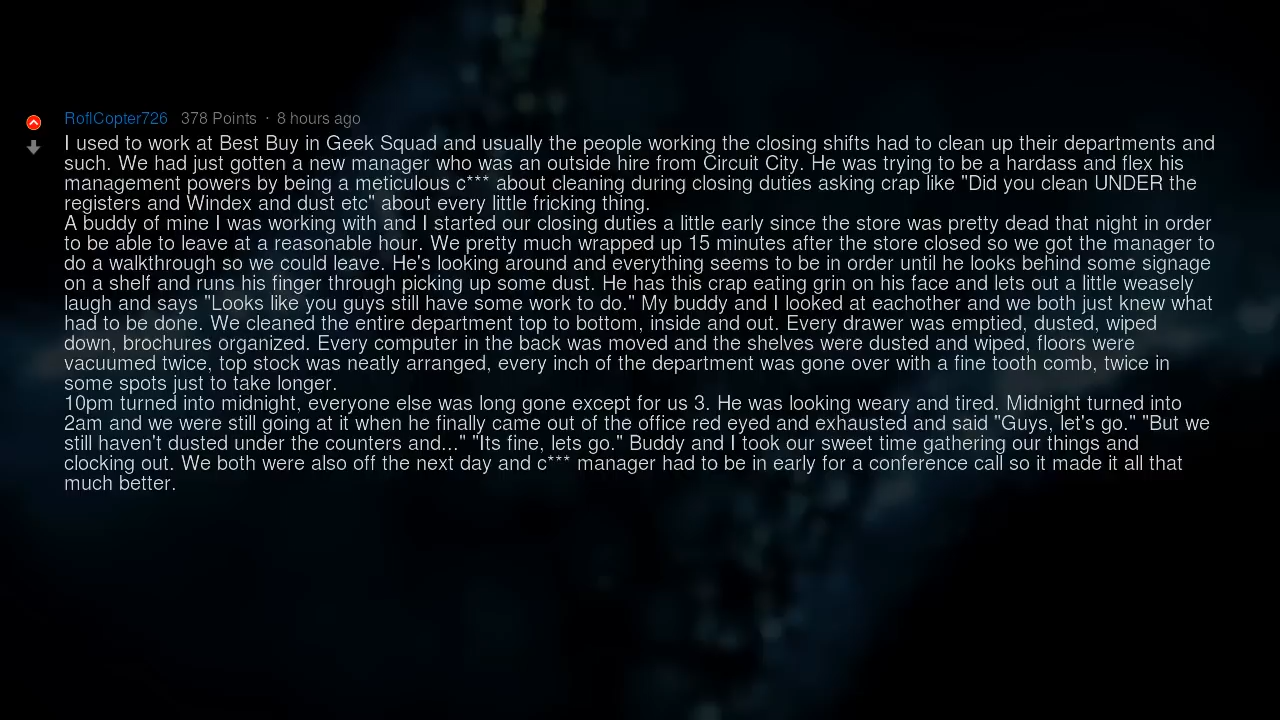 RoflCopter726 378 Points · 8 hours ago
I used to work at Best Buy in Geek Squad and usually the people working the closing shifts had to clean up their departments and
such. We had just gotten a new manager who was an outside hire from Circuit City. He was trying to be a hardass and flex his
management powers by being a meticulous c*** about cleaning during closing duties asking crap like "Did you clean UNDER the
registers and Windex and dust etc" about every little fricking thing.
A buddy of mine I was working with and I started our closing duties a little early since the store was pretty dead that night in order
to be able to leave at a reasonable hour. We pretty much wrapped up 15 minutes after the store closed so we got the manager to
do a walkthrough so we could leave. He's looking around and everything seems to be in order until he looks behind some signage
on a shelf and runs his finger through picking up some dust. He has this crap eating grin on his face and lets out a little weasely
laugh and says "Looks like you guys still have some work to do." My buddy and I looked at eachother and we both just knew what
had to be done. We cleaned the entire department top to bottom, inside and out. Every drawer was emptied, dusted, wiped
down, brochures organized. Every computer in the back was moved and the shelves were dusted and wiped, floors were
vacuumed twice, top stock was neatly arranged, every inch of the department was gone over with a fine tooth comb, twice in
some spots just to take longer.
10pm turned into midnight, everyone else was long gone except for us 3. He was looking weary and tired. Midnight turned into
2am and we were still going at it when he finally came out of the office red eyed and exhausted and said "Guys, let's go." "But we
still haven't dusted under the counters and..." "Its fine, lets go." Buddy and I took our sweet time gathering our things and
clocking out. We both were also off the next day and c*** manager had to be in early for a conference call so it made it all that
much better.